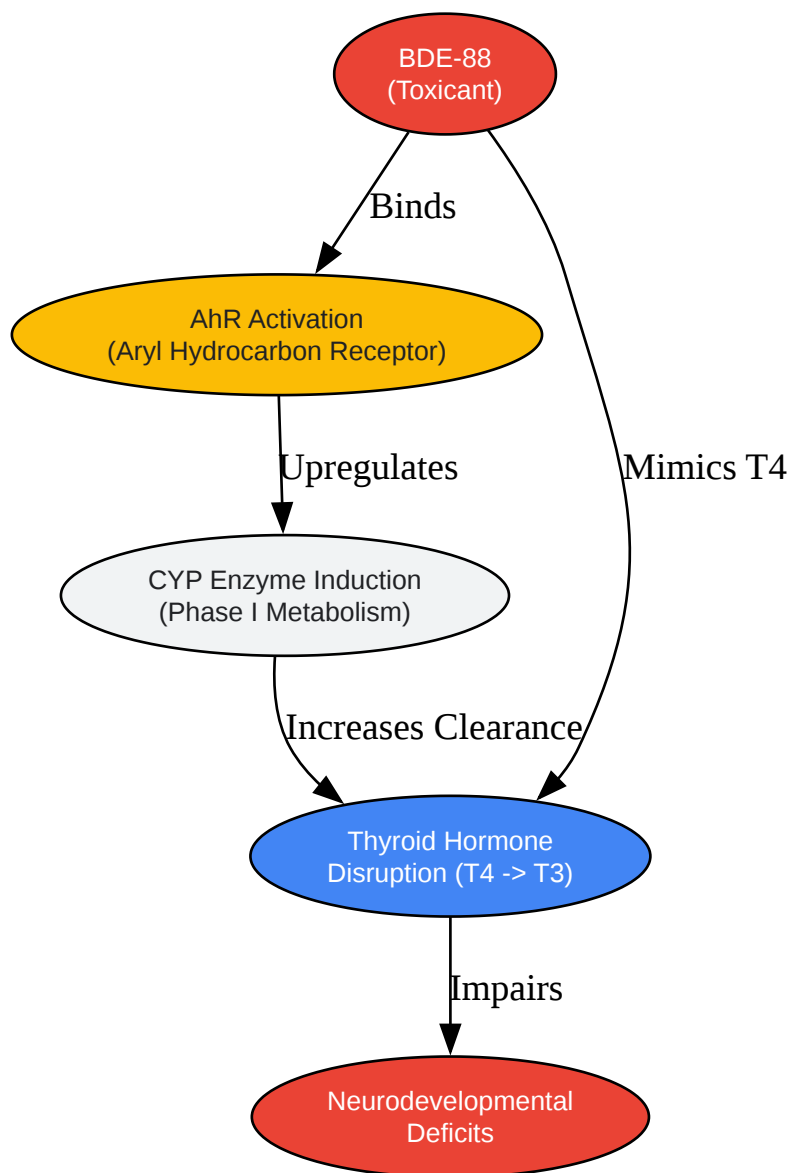 BDE-88
(Toxicant)
Binds
AhR Activation
(Aryl Hydrocarbon Receptor)
Upregulates
Mimics T4
CYP Enzyme Induction
(Phase I Metabolism)
Increases Clearance
Thyroid Hormone
Disruption (T4 -> T3)
Impairs
Neurodevelopmental
Deficits